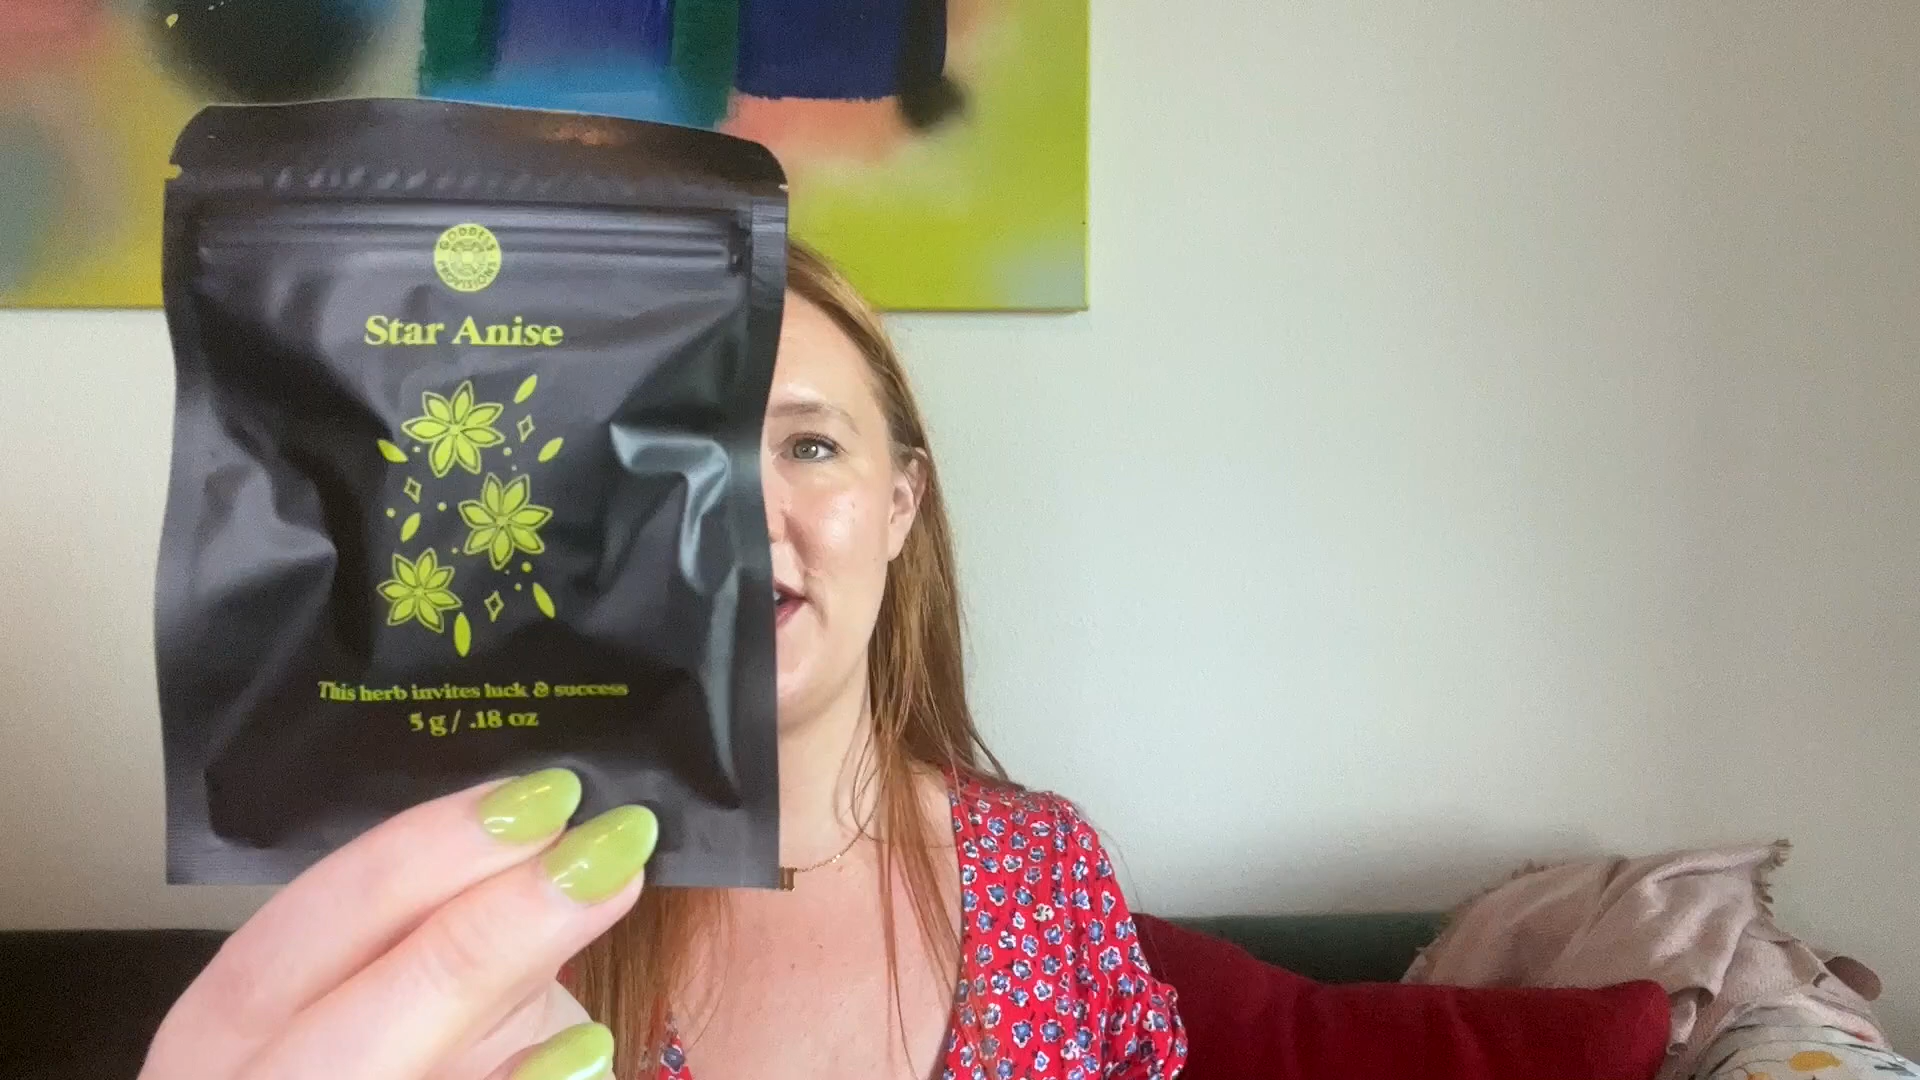 GODDESS PROVISIONS
Star Anise
This herb invites luck & success
5 g / .18 oz